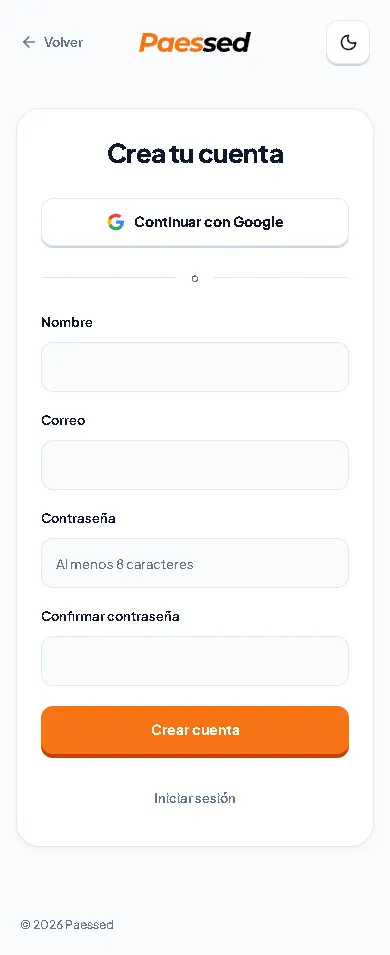 Volver
Paessed
Crea tu cuenta
Continuar con Google
o
Nombre
Correo
Contraseña
Al menos 8 caracteres
Confirmar contraseña
Crear cuenta
Iniciar sesión
© 2026 Paessed